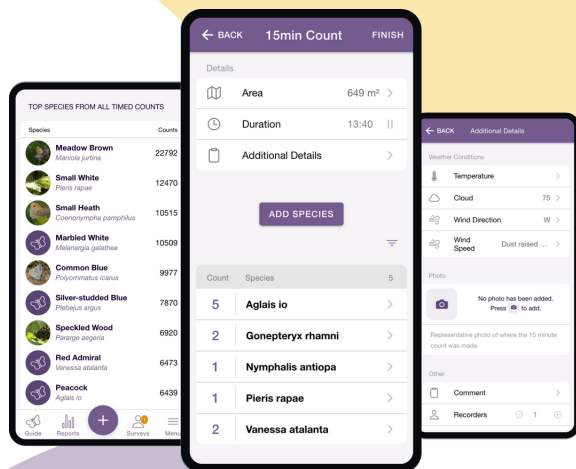 TOP SPECIES FROM ALL TIMED COUNTS
Species Counts
Meadow Brown
Maniola jurtina 22792
Small White
Pieris rapae 12470
Small Heath
Coenonympha pamphilus 10515
Marbled White
Melanargia galathea 10509
Common Blue
Polyommatus icarus 9977
Silver-studded Blue
Plebejus argus 7870
Speckled Wood
Pararge aegeria 6920
Red Admiral
Vanessa atalanta 6473
Peacock
Aglais io 6439
Guide Reports + Surveys Menu
BACK 15min Count FINISH
Details
Area 649 m²
Duration 13:40
Additional Details
ADD SPECIES
Count Species 5
5 Aglais io
2 Gonepteryx rhamni
1 Nymphalis antiopa
1 Pieris rapae
2 Vanessa atalanta
BACK Additional Details
Weather Conditions
Temperature
Cloud 75
Wind Direction W
Wind
Speed Dust raised ...
Photo
No photo has been added.
Press to add.
Representative photo of where the 15 minute
count was made
Other
Comment
Recorders 1